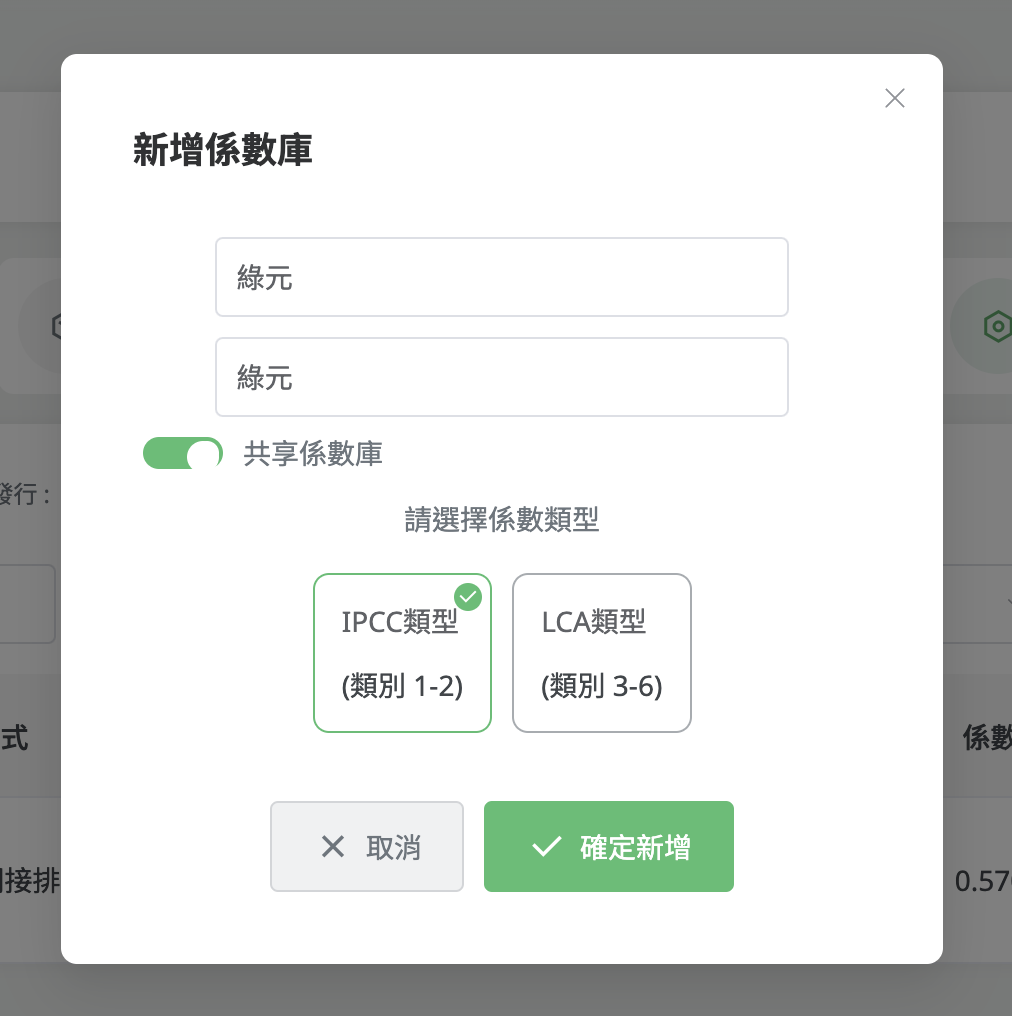 新增係數庫
綠元
綠元
發行 :
共享係數庫
請選擇係數類型
IPCC類型
(類別 1-2)
LCA類型
(類別 3-6)
式
係數
取消
確定新增
接排
0.57